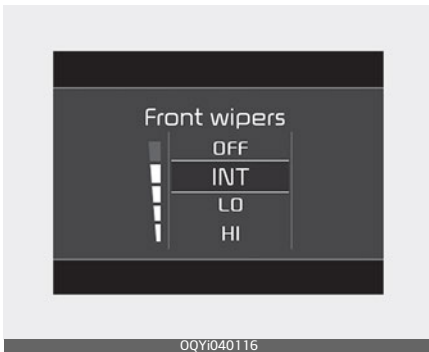 Front wipers
OFF
INT
LO
HI
OQYi040116